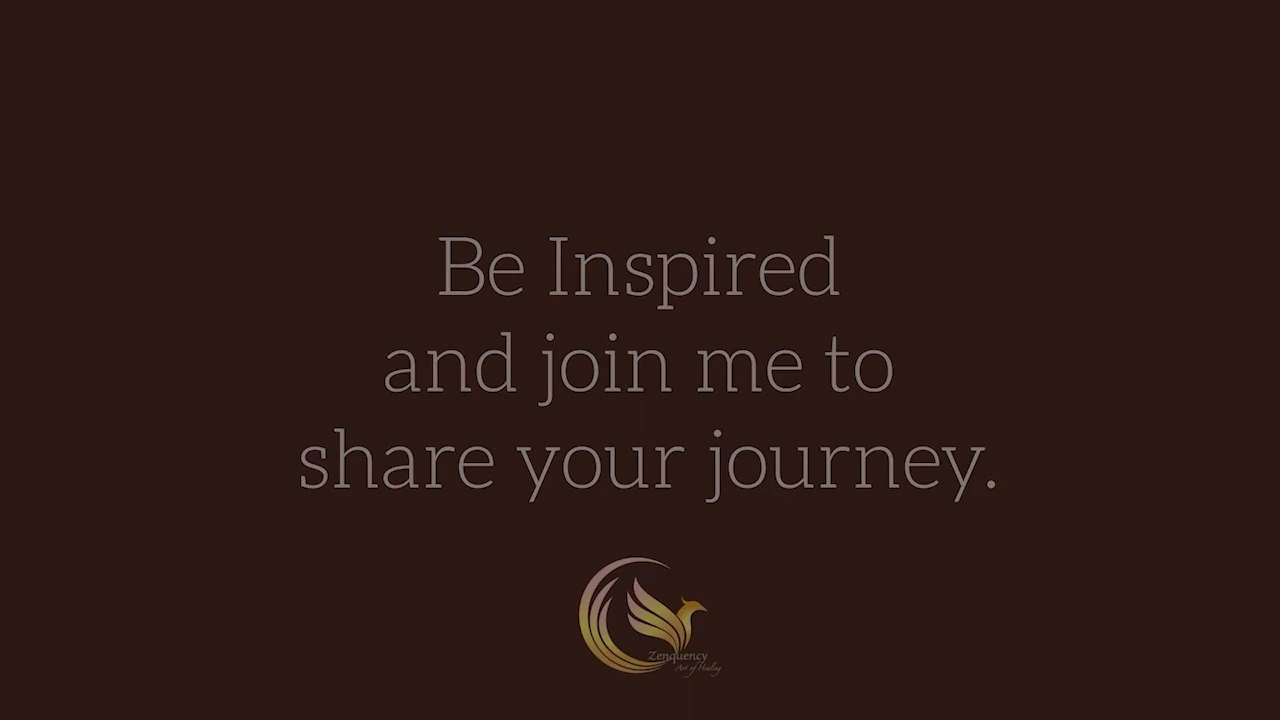 Be Inspired
and join me to
share your journey.
Zenquency
Art of Healing